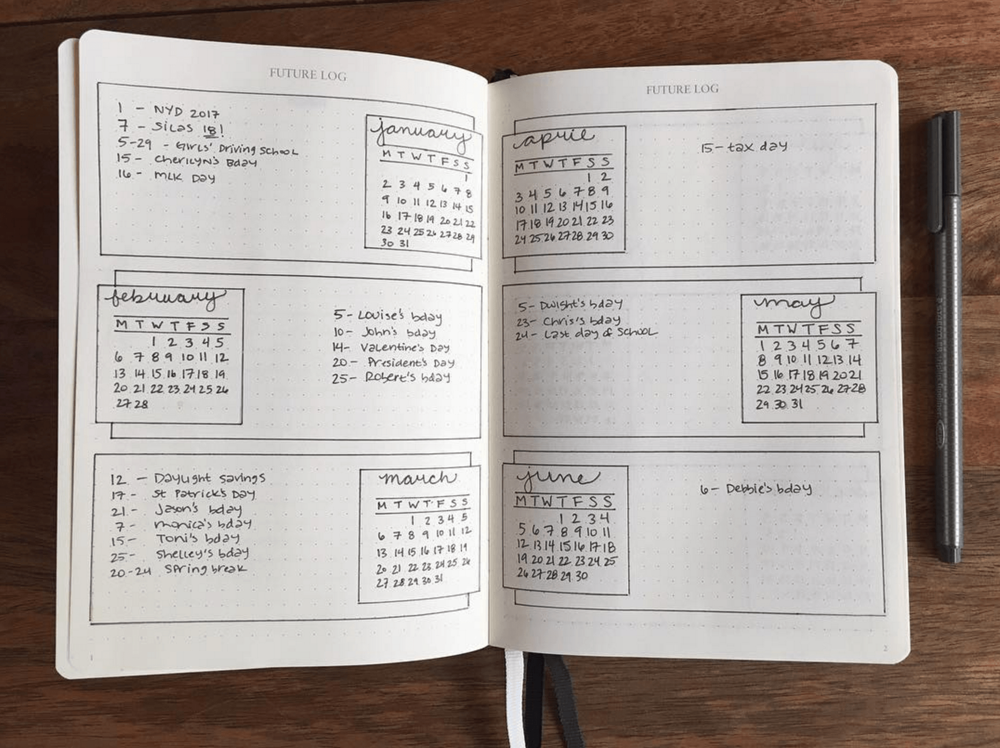 FUTURE LOG
1 - NYD 2017
7 - Silas 18!
5-29 - Girls' Driving School
15 - Cherilyn's Bday
16 - MLK Day
january
M T W T F S S
1
2 3 4 5 6 7 8
9 10 11 12 13 14 15
16 17 18 19 20 21 22
23 24 25 26 27 28 29
30 31
february
M T W T F S S
1 2 3 4 5
6 7 8 9 10 11 12
13 14 15 16 17 18 19
20 21 22 23 24 25 26
27 28
5 - Louise's bday
10 - John's bday
14 - Valentine's Day
20 - President's Day
25 - Robert's bday
12 - Daylight savings
17 - St Patrick's Day
21 - Jason's bday
7 - Monica's bday
15 - Toni's bday
25 - Shelley's bday
20-24 Spring break
march
M T W T F S S
1 2 3 4 5
6 7 8 9 10 11 12
13 14 15 16 17 18 19
20 21 22 23 24 25 26
27 28 29 30 31
1
FUTURE LOG
april
M T W T F S S
1 2
3 4 5 6 7 8 9
10 11 12 13 14 15 16
17 18 19 20 21 22 23
24 25 26 27 28 29 30
15 - tax day
5 - Dwight's bday
23 - Chris's bday
24 - Last day of School
may
M T W T F S S
1 2 3 4 5 6 7
8 9 10 11 12 13 14
15 16 17 18 19 20 21
22 23 24 25 26 27 28
29 30 31
june
M T W T F S S
1 2 3 4
5 6 7 8 9 10 11
12 13 14 15 16 17 18
19 20 21 22 23 24 25
26 27 28 29 30
6 - Debbie's bday
2
STAEDTLER triplus fineliner